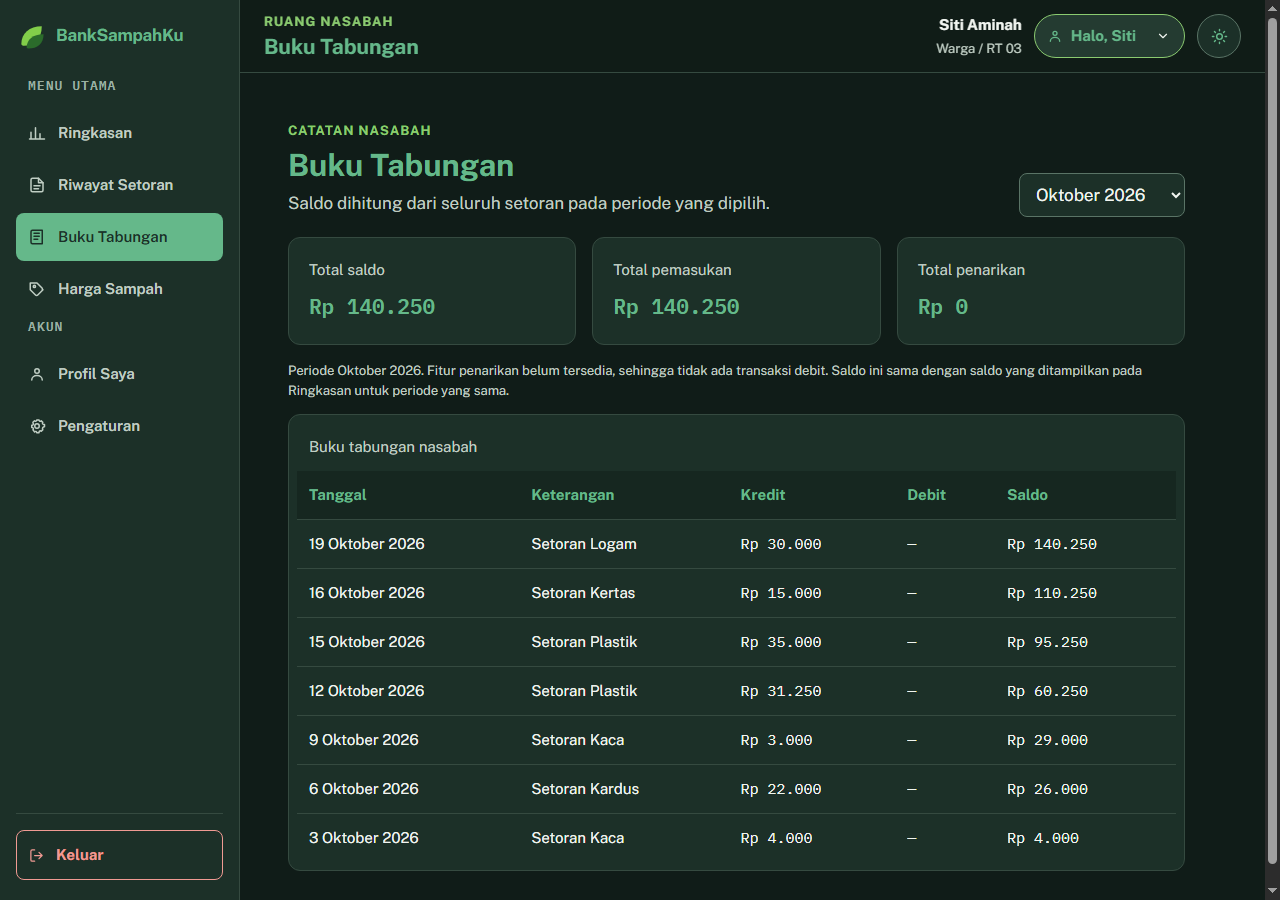 BankSampahKu
MENU UTAMA
Ringkasan
Riwayat Setoran
Buku Tabungan
Harga Sampah
AKUN
Profil Saya
Pengaturan
Keluar
RUANG NASABAH
Buku Tabungan
Siti Aminah
Warga / RT 03
Halo, Siti
CATATAN NASABAH
Buku Tabungan
Saldo dihitung dari seluruh setoran pada periode yang dipilih.
Oktober 2026
Total saldo
Rp 140.250
Total pemasukan
Rp 140.250
Total penarikan
Rp 0
Periode Oktober 2026. Fitur penarikan belum tersedia, sehingga tidak ada transaksi debit. Saldo ini sama dengan saldo yang ditampilkan pada
Ringkasan untuk periode yang sama.
Buku tabungan nasabah
Tanggal Keterangan Kredit Debit Saldo
19 Oktober 2026 Setoran Logam Rp 30.000 — Rp 140.250
16 Oktober 2026 Setoran Kertas Rp 15.000 — Rp 110.250
15 Oktober 2026 Setoran Plastik Rp 35.000 — Rp 95.250
12 Oktober 2026 Setoran Plastik Rp 31.250 — Rp 60.250
9 Oktober 2026 Setoran Kaca Rp 3.000 — Rp 29.000
6 Oktober 2026 Setoran Kardus Rp 22.000 — Rp 26.000
3 Oktober 2026 Setoran Kaca Rp 4.000 — Rp 4.000